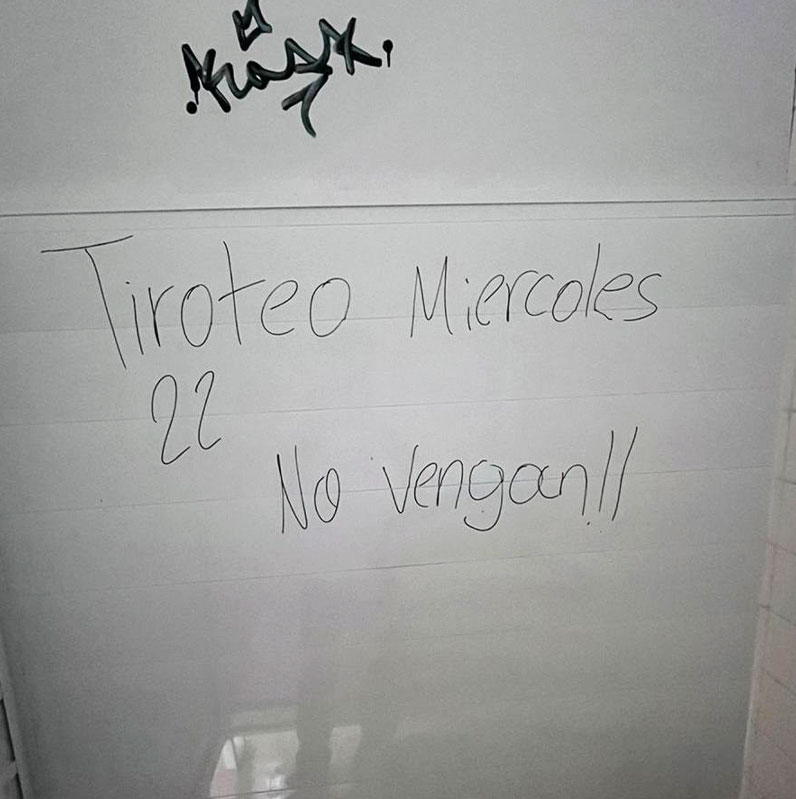 Tiroteo Miercoles
22
No vengan!!